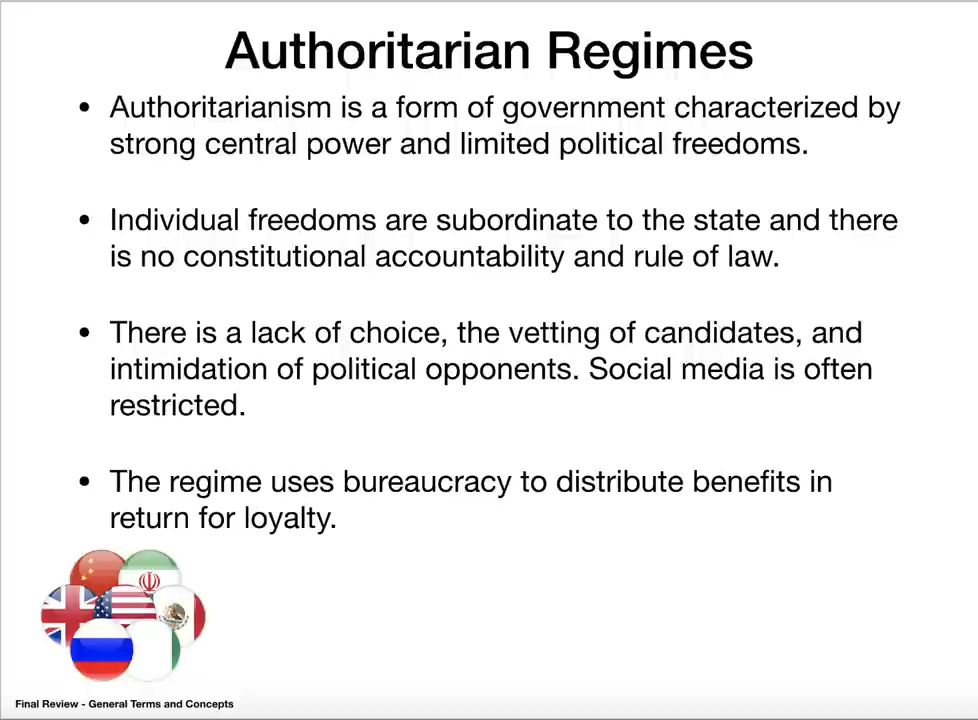 Authoritarian Regimes
• Authoritarianism is a form of government characterized by
strong central power and limited political freedoms.
• Individual freedoms are subordinate to the state and there
is no constitutional accountability and rule of law.
• There is a lack of choice, the vetting of candidates, and
intimidation of political opponents. Social media is often
restricted.
• The regime uses bureaucracy to distribute benefits in
return for loyalty.
Final Review - General Terms and Concepts